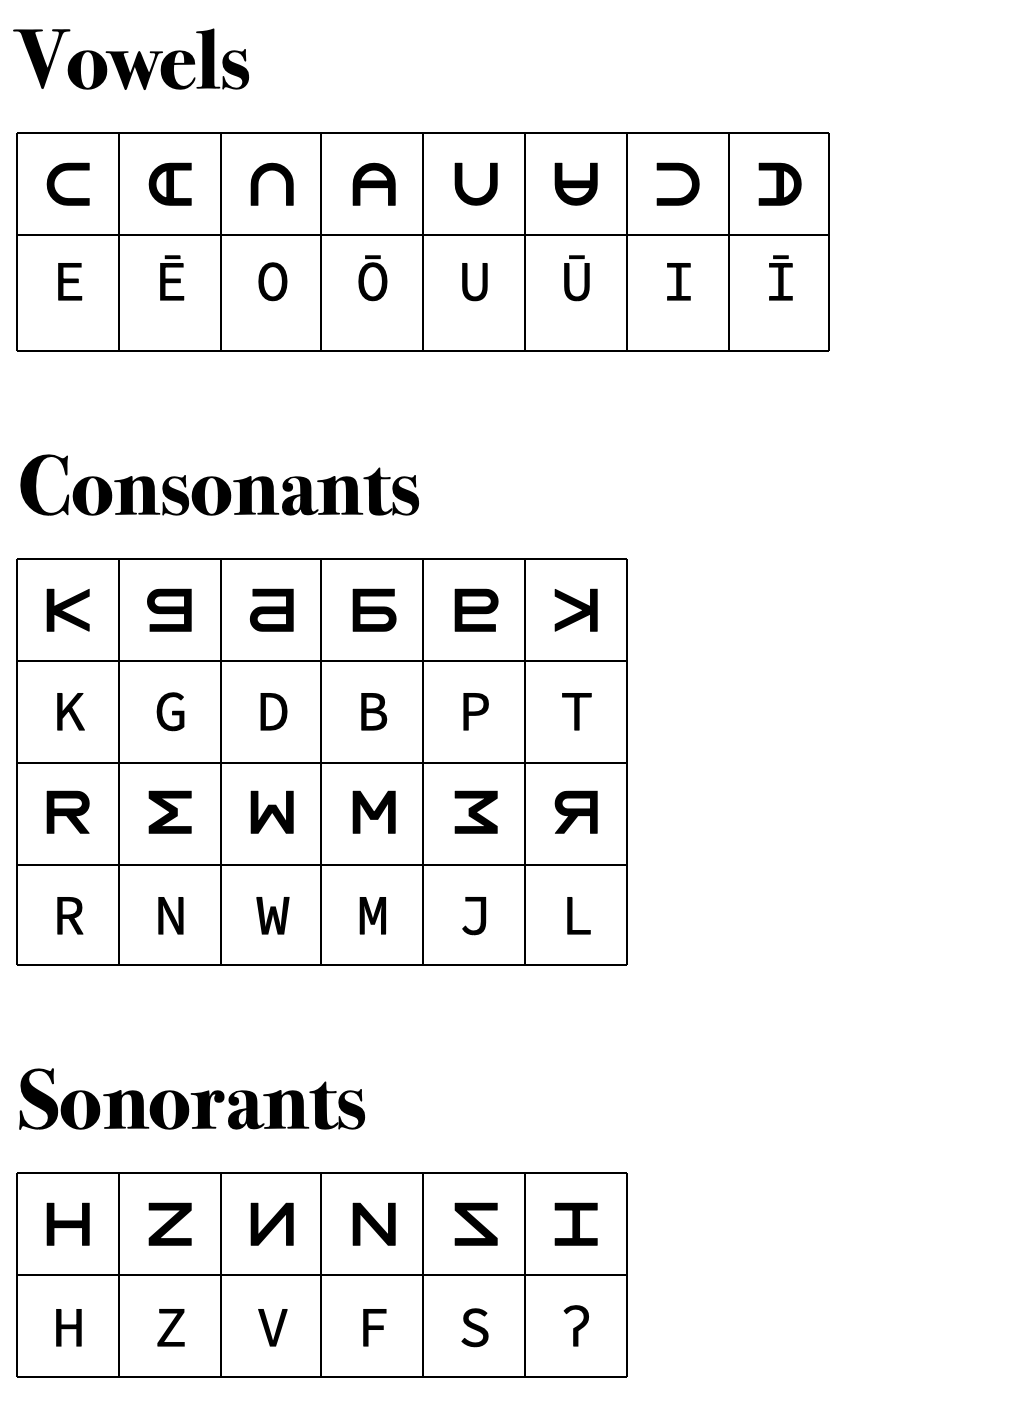 Vowels
⊂ ∩ A ∪ ⊃
E Ē O Ō U Ū I Ī
Consonants
K
K G D B P T
R Σ W M Я
R N W M J L
Sonorants
H Z И N I
H Z V F S ?